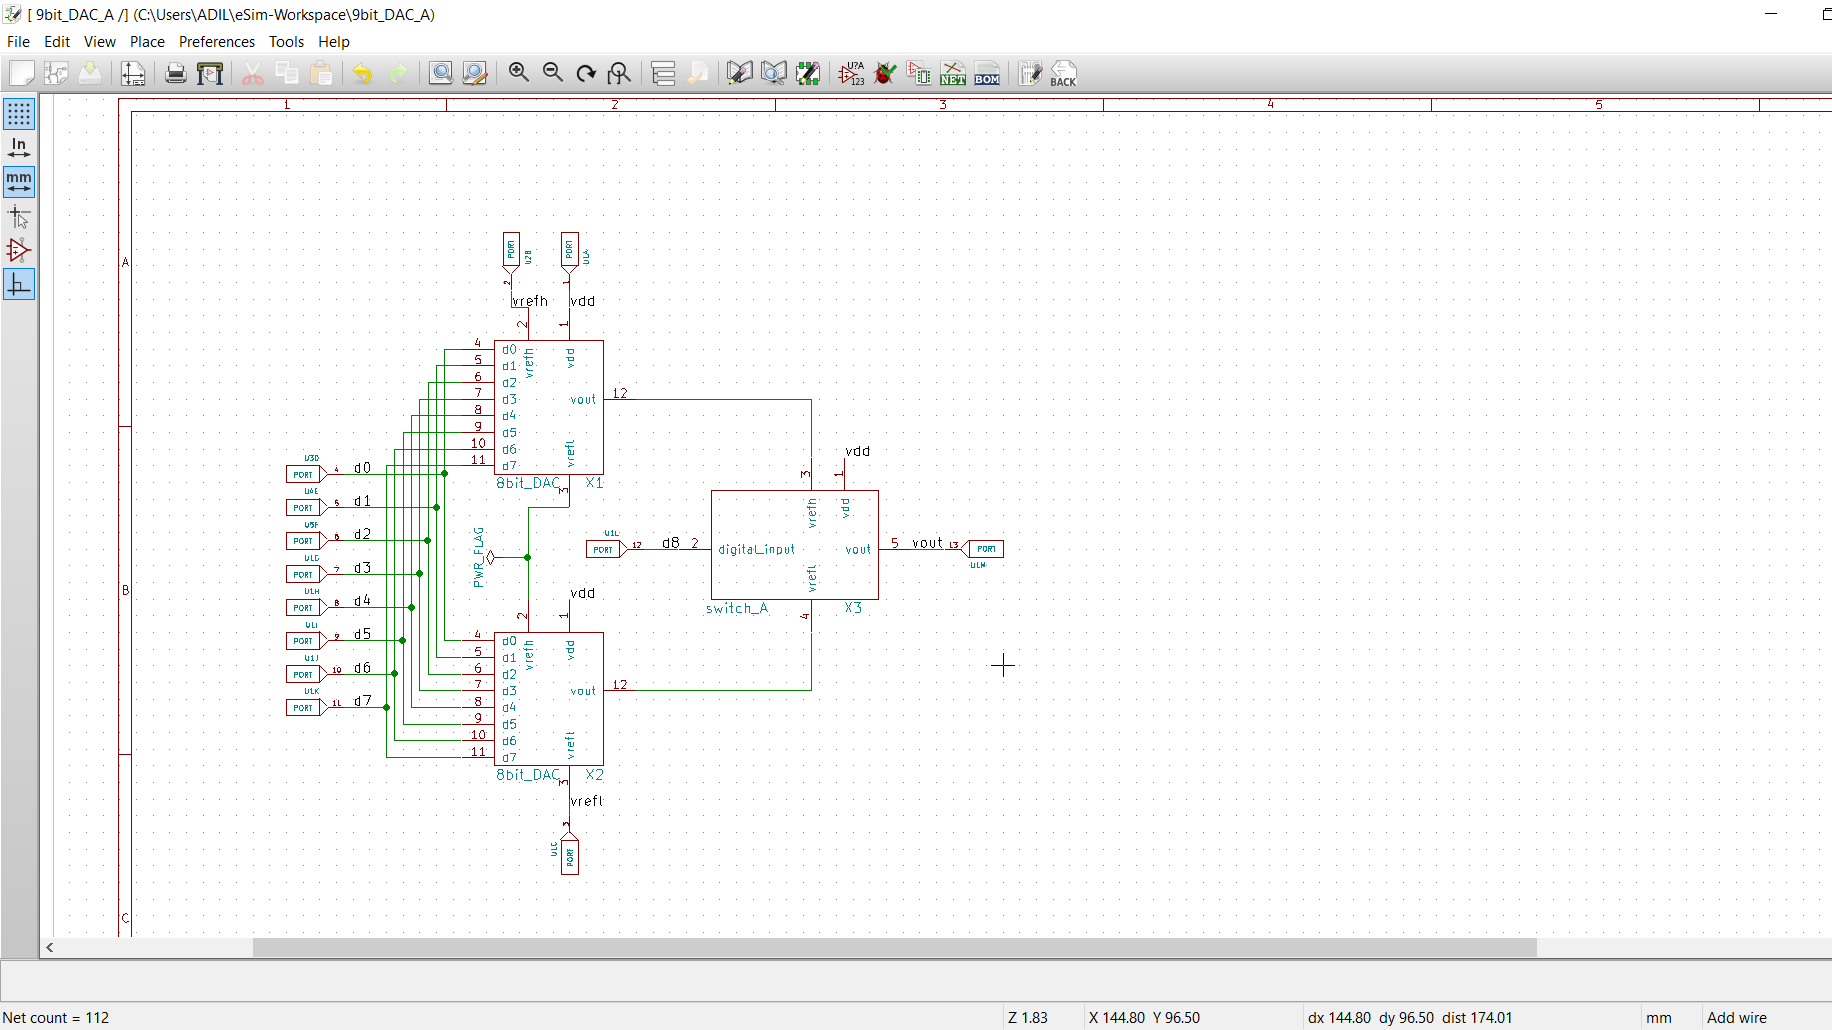 [ 9bit_DAC_A /] (C:\Users\ADIL\eSim-Workspace\9bit_DAC_A)
File Edit View Place Preferences Tools Help
U?A
123
NET
BOM
BACK
In
mm
1 2 3 4 5
A
B
C
PORT
PORT
U1A
2
1
vrefh vdd
2 1
4 d0
5 d1
6 d2
7 d3
8 d4
9 d5
10 d6
11 d7
vrefh
vdd
vout 12
vrefl
8bit_DAC X1
3
PORT 4 d0
PORT 5 d1
PORT 6 d2
PORT 7 d3
U1H
PORT 8 d4
U1I
PORT 9 d5
U1J
PORT 10 d6
U1K
PORT 11 d7
PWR_FLAG
vdd
2 1
4 d0
5 d1
6 d2
7 d3
8 d4
9 d5
10 d6
11 d7
vrefh
vdd
vout 12
vrefl
8bit_DAC X2
3
vrefl
3
U1C
PORT
vdd
3 1
vrefh
vdd
U1L
PORT 12 d8 2 digital_input
vout 5 vout 13 PORT
vrefl
switch_A X3
4
Net count = 112
Z 1.83
X 144.80 Y 96.50
dx 144.80 dy 96.50 dist 174.01
mm
Add wire